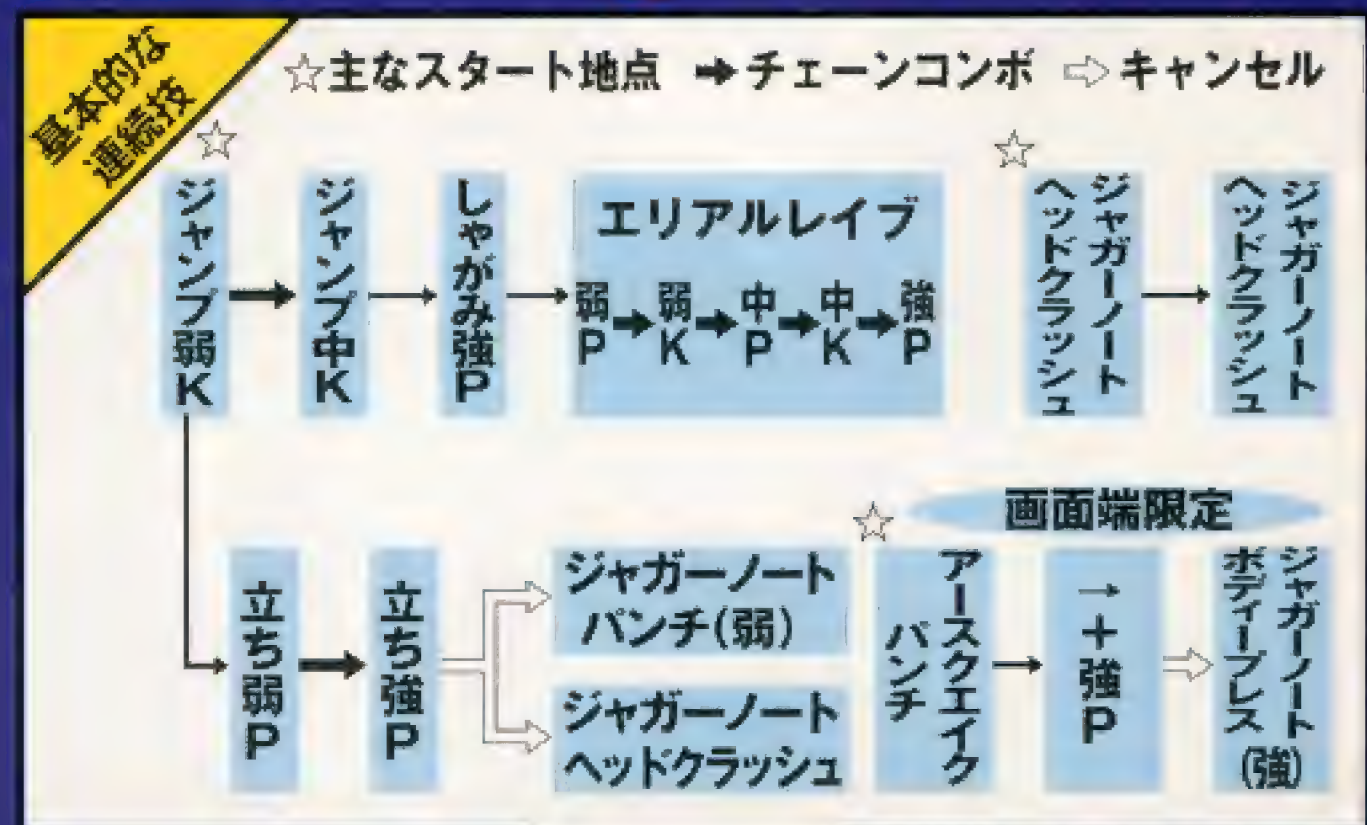 基本的な
連続技
☆主なスタート地点 ➡チェーンコンボ ⇨キャンセル
☆
ジャンプ弱K
ジャンプ中K
しゃがみ強P
エリアルレイブ
弱P➡弱K➡中P➡中K➡強P
☆
ジャガーノート
ヘッドクラッシュ
ジャガーノート
ヘッドクラッシュ
立ち弱P
立ち強P
ジャガーノート
パンチ(弱)
ジャガーノート
ヘッドクラッシュ
☆
画面端限定
アースクエイク
パンチ
→+強P
ジャガーノート
ボディープレス
(強)